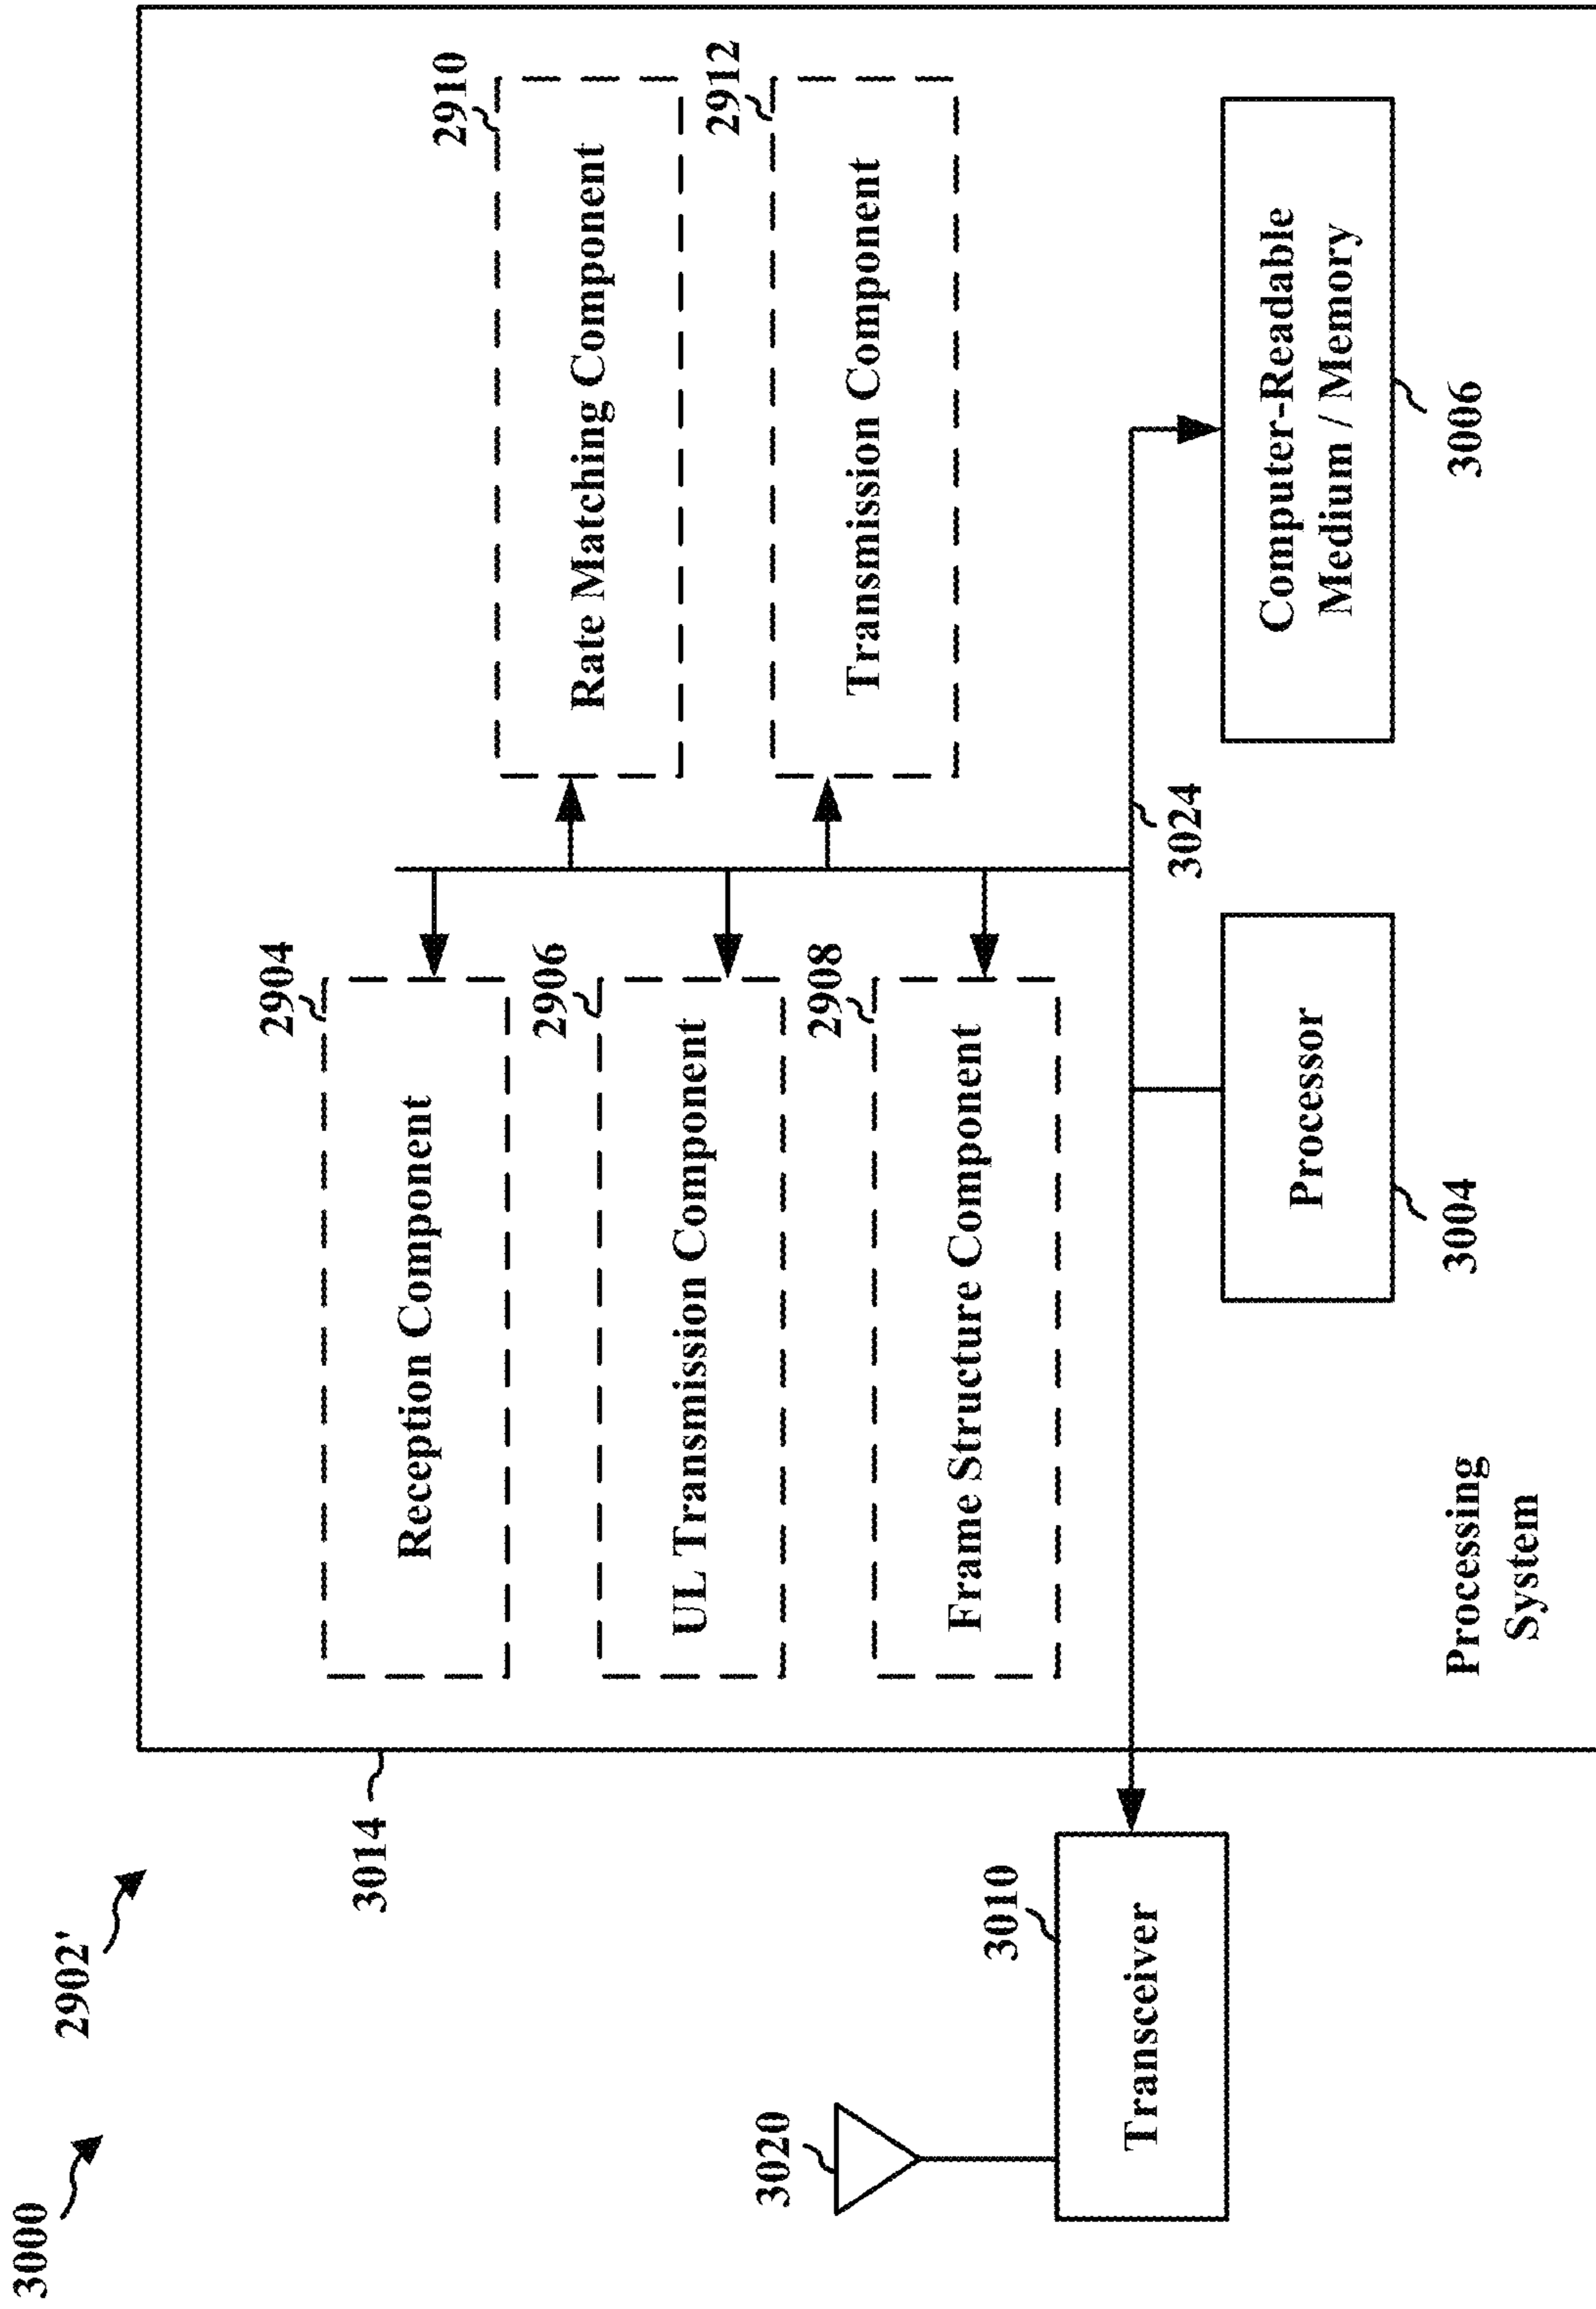 3000
2902'
3014
2904
Reception Component
2910
Rate Matching Component
2906
UL Transmission Component
2912
Transmission Component
2908
Frame Structure Component
3020
3010
Transceiver
3024
Processor
3004
Computer-Readable
Medium / Memory
3006
Processing
System